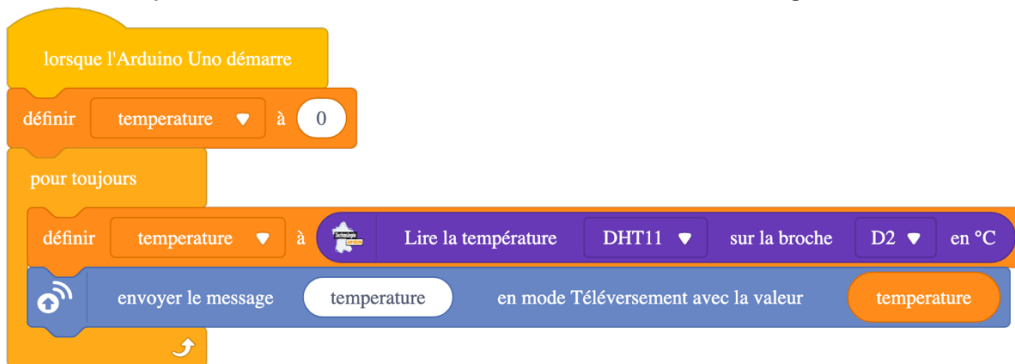 lorsque l'Arduino Uno démarre
définir temperature à 0
pour toujours
définir temperature à Lire la température DHT11 sur la broche D2 en °C
envoyer le message temperature en mode Téléversement avec la valeur temperature